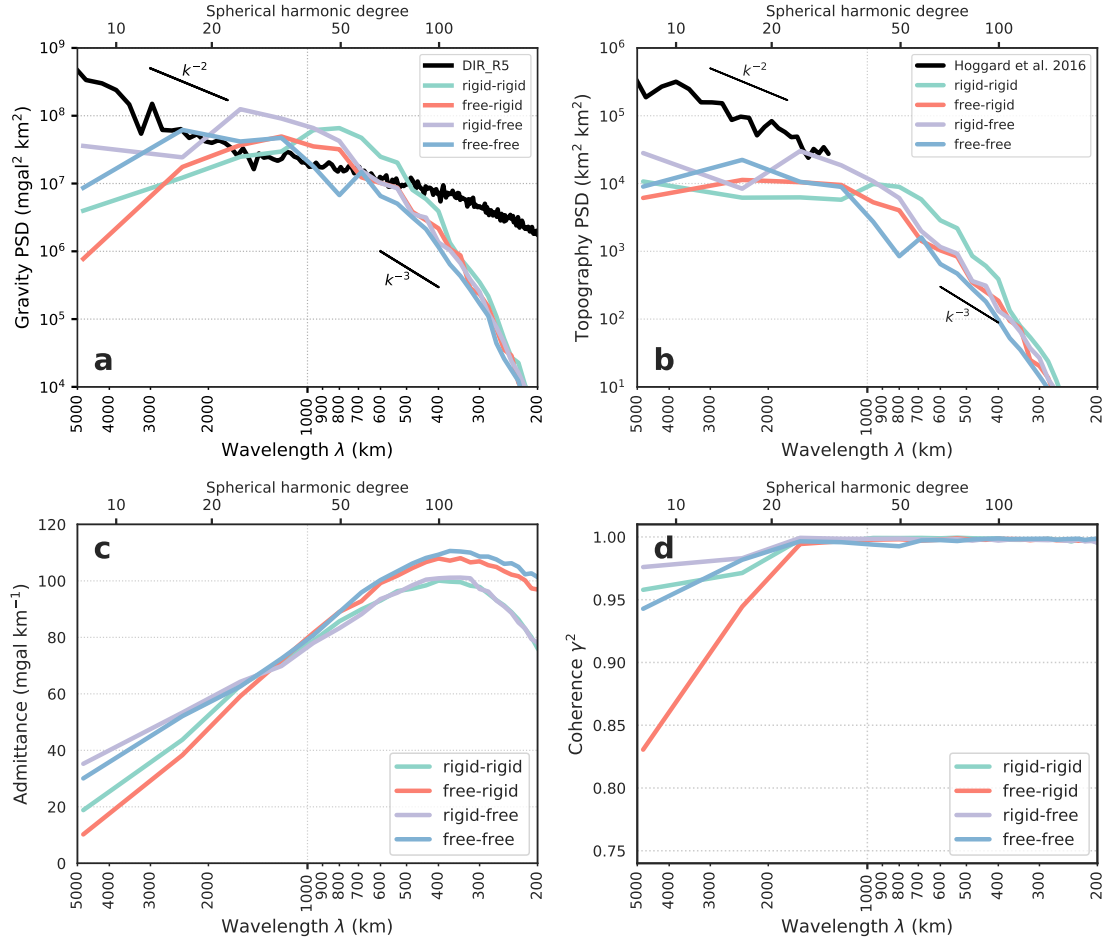 Spherical harmonic degree
10 20 50 100
10⁹
10⁸
10⁷
10⁶
10⁵
10⁴
Gravity PSD (mgal² km²)
k⁻²
k⁻³
DIR_R5
rigid-rigid
free-rigid
rigid-free
free-free
a
5000 4000 3000 2000 1000 900 800 700 600 500 400 300 200
Wavelength λ (km)
Spherical harmonic degree
10 20 50 100
10⁶
10⁵
10⁴
10³
10²
10¹
Topography PSD (km² km²)
k⁻²
k⁻³
Hoggard et al. 2016
rigid-rigid
free-rigid
rigid-free
free-free
b
5000 4000 3000 2000 1000 900 800 700 600 500 400 300 200
Wavelength λ (km)
Spherical harmonic degree
10 20 50 100
120
100
80
60
40
20
0
Admittance (mgal km⁻¹)
c
rigid-rigid
free-rigid
rigid-free
free-free
5000 4000 3000 2000 1000 900 800 700 600 500 400 300 200
Wavelength λ (km)
Spherical harmonic degree
10 20 50 100
1.00
0.95
0.90
0.85
0.80
0.75
Coherence γ²
d
rigid-rigid
free-rigid
rigid-free
free-free
5000 4000 3000 2000 1000 900 800 700 600 500 400 300 200
Wavelength λ (km)